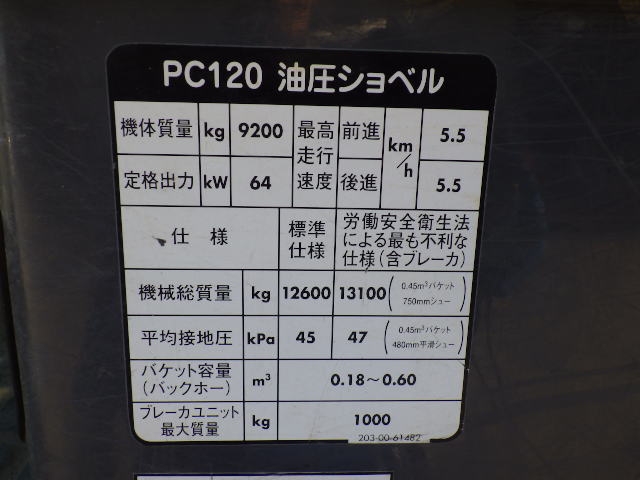 PC120 油圧ショベル
機体質量 kg 9200 最高走行速度 前進 km/h 5.5
定格出力 kW 64 後進 5.5
仕様 標準仕様 労働安全衛生法による最も不利な仕様(含ブレーカ)
機械総質量 kg 12600 13100 (0.45m³バケット 750mmシュー)
平均接地圧 kPa 45 47 (0.45m³バケット 480mm平滑シュー)
バケット容量(バックホー) m³ 0.18〜0.60
ブレーカユニット最大質量 kg 1000
203-00-61482